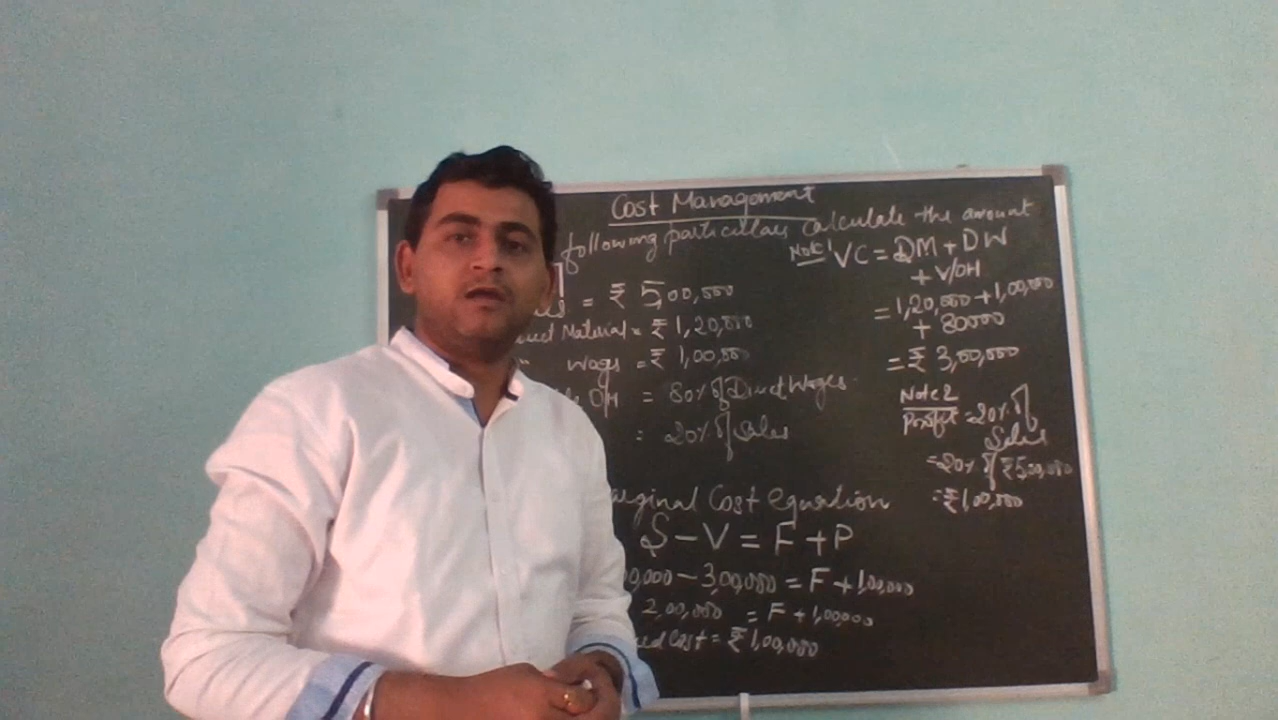 Cost Management
following particulars calculate the amount
= ₹ 5,00,000
Material = ₹ 1,20,000
" Wages = ₹ 1,00,000
OH = 80% of Direct Wages.
= 20% of Sales
Marginal Cost equation
S - V = F + P
00,000 - 3,00,000 = F + 1,00,000
2,00,000 = F + 1,00000
Cost = ₹ 1,00,000
Note 1 VC = DM + DW
+ V/OH
= 1,20,000 + 1,00,000
+ 80000
= ₹ 3,00,000
Note 2
Profit = 20% of
Sales
= 20% of ₹ 5,00,000
= ₹ 1,00,000